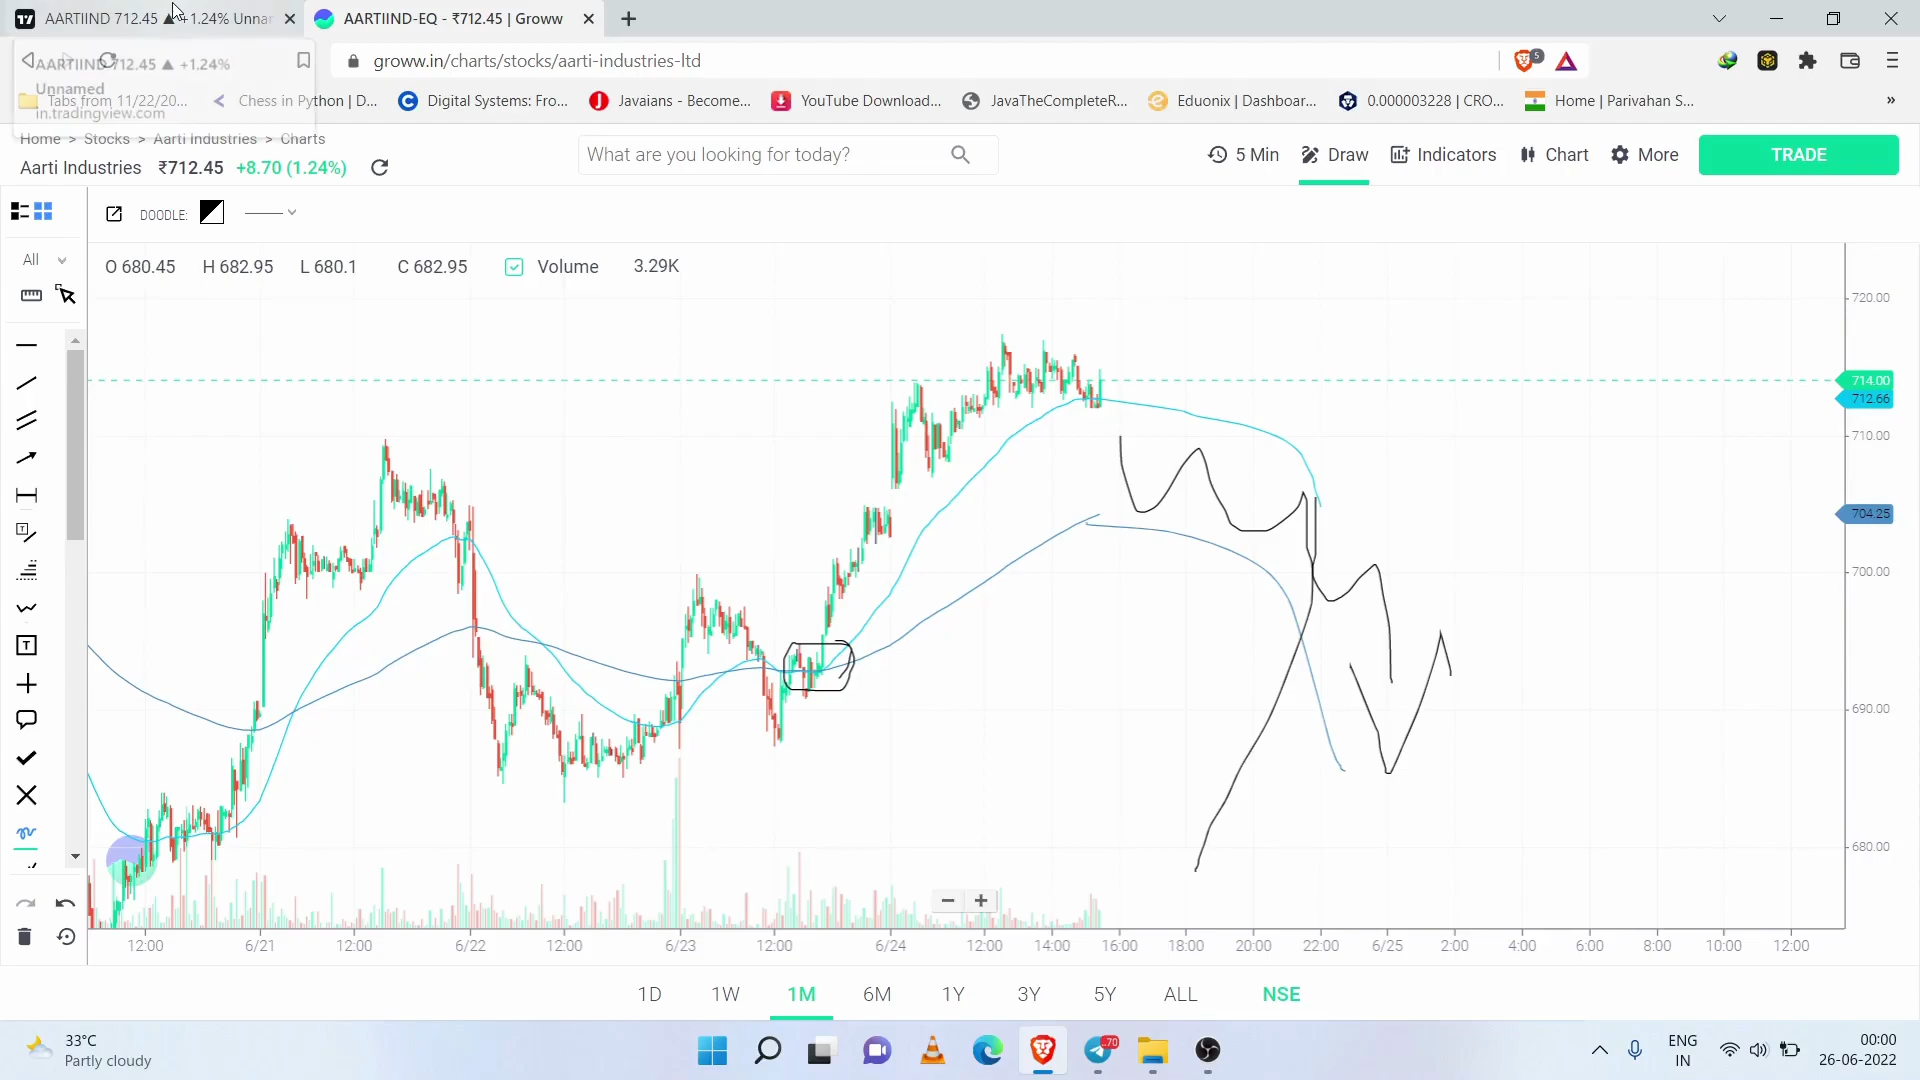 AARTIIND 712.45 ▲ +1.24% Unnar
AARTIIND-EQ - ₹712.45 | Groww
groww.in/charts/stocks/aarti-industries-ltd
5
AARTIIND 712.45 ▲ +1.24%
Unnamed
in.tradingview.com
Tabs from 11/22/20...
Chess in Python | D...
Digital Systems: Fro...
Javaians - Become...
YouTube Download...
JavaTheCompleteR...
Eduonix | Dashboar...
0.000003228 | CRO...
Home | Parivahan S...
»
Home > Stocks > Aarti Industries > Charts
Aarti Industries ₹712.45 +8.70 (1.24%)
What are you looking for today?
5 Min
Draw
Indicators
Chart
More
TRADE
DOODLE:
All
O 680.45 H 682.95 L 680.1 C 682.95 Volume 3.29K
720.00
714.00
712.66
710.00
704.25
700.00
690.00
680.00
T
12:00 6/21 12:00 6/22 12:00 6/23 12:00 6/24 12:00 14:00 16:00 18:00 20:00 22:00 6/25 2:00 4:00 6:00 8:00 10:00 12:00
1D 1W 1M 6M 1Y 3Y 5Y ALL NSE
33°C
Partly cloudy
70
ENG
IN
00:00
26-06-2022